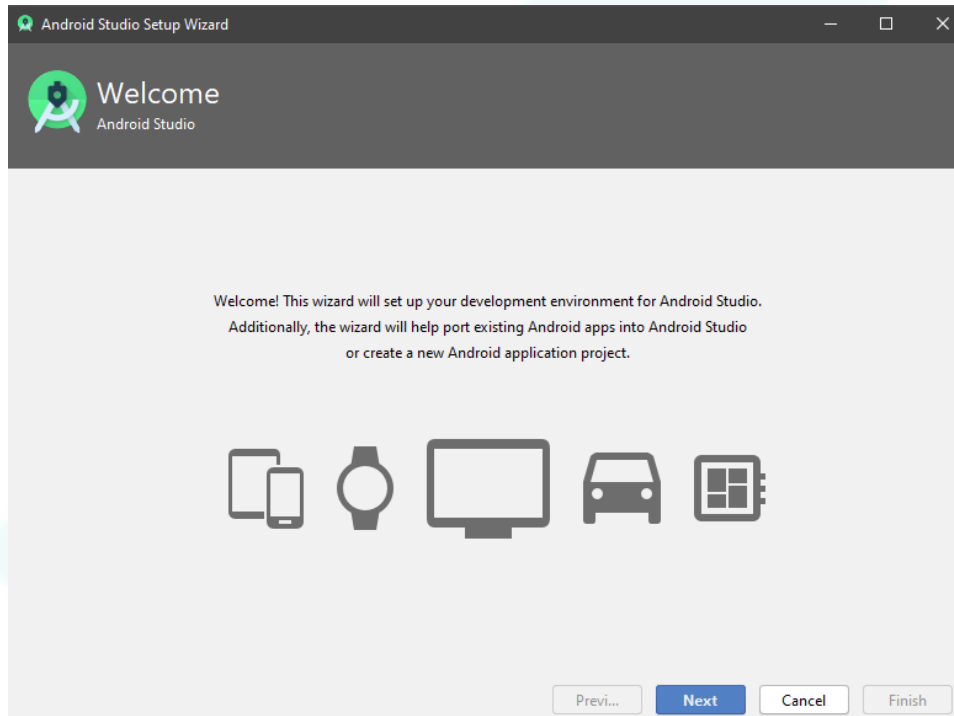 Android Studio Setup Wizard
Welcome
Android Studio
Welcome! This wizard will set up your development environment for Android Studio.
Additionally, the wizard will help port existing Android apps into Android Studio
or create a new Android application project.
Previ... Next Cancel Finish